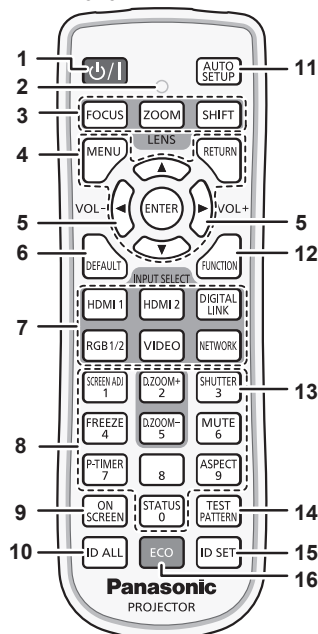 1 ⏻/I AUTO SETUP 11
2
3 FOCUS ZOOM SHIFT
LENS
4 MENU RETURN
VOL- ◀ ENTER ▶ VOL+
5 5
6 DEFAULT FUNCTION 12
INPUT SELECT
HDMI 1 HDMI 2 DIGITAL LINK
7
RGB1/2 VIDEO NETWORK
SCREEN ADJ 1 D.ZOOM+ 2 SHUTTER 3 13
FREEZE 4 D.ZOOM- 5 MUTE 6
8
P-TIMER 7 8 ASPECT 9
9 ON SCREEN STATUS 0 TEST PATTERN 14
10 ID ALL ECO ID SET 15
16
Panasonic
PROJECTOR